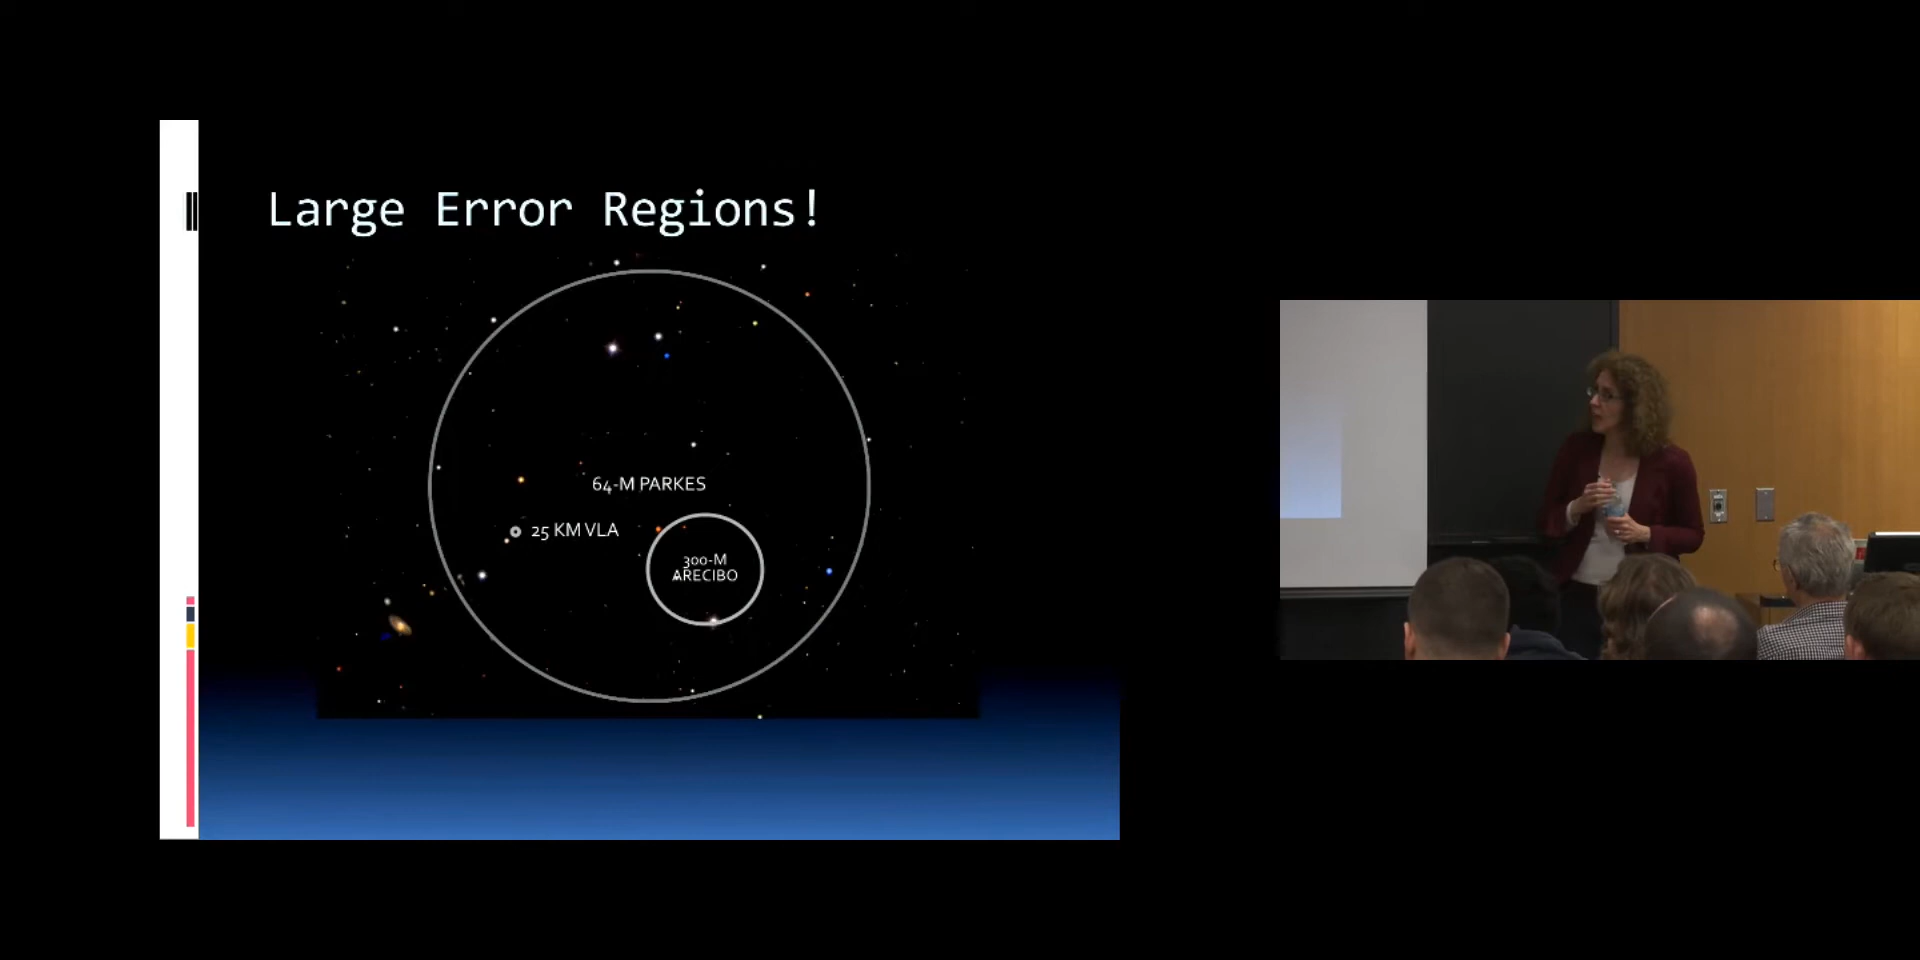 Large Error Regions!
64-M PARKES
25 KM VLA
300-M
ARECIBO